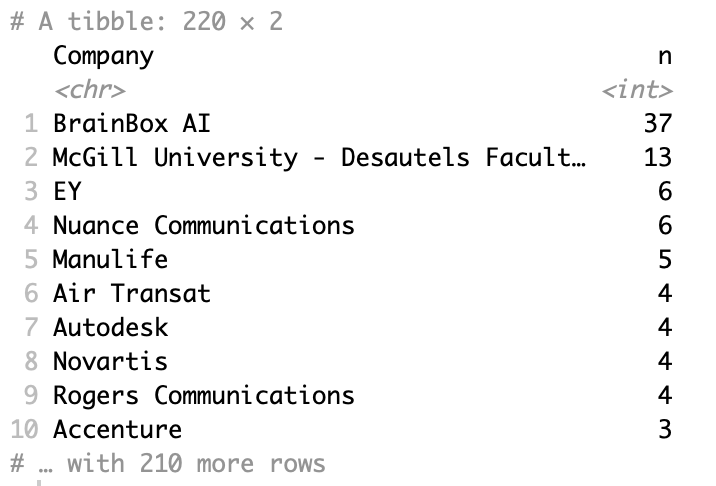 # A tibble: 220 × 2
Company n
<chr> <int>
1 BrainBox AI 37
2 McGill University - Desautels Facult… 13
3 EY 6
4 Nuance Communications 6
5 Manulife 5
6 Air Transat 4
7 Autodesk 4
8 Novartis 4
9 Rogers Communications 4
10 Accenture 3
# … with 210 more rows